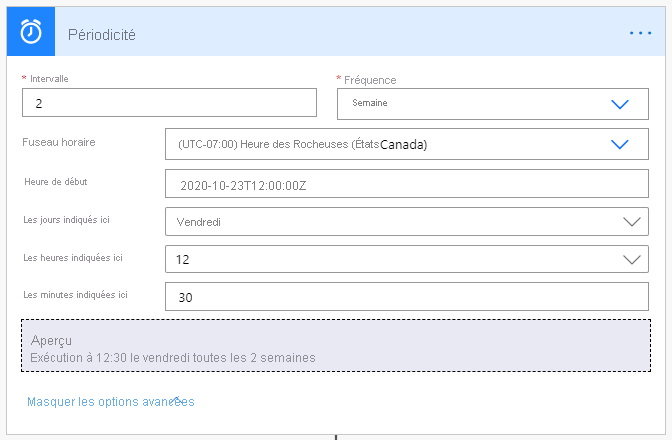 Périodicité
* Intervalle
* Fréquence
2
Semaine
Fuseau horaire
(UTC-07:00) Heure des Rocheuses (États Canada)
Heure de début
2020-10-23T12:00:00Z
Les jours indiqués ici
Vendredi
Les heures indiquées ici
12
Les minutes indiquées ici
30
Aperçu
Exécution à 12:30 le vendredi toutes les 2 semaines
Masquer les options avancées